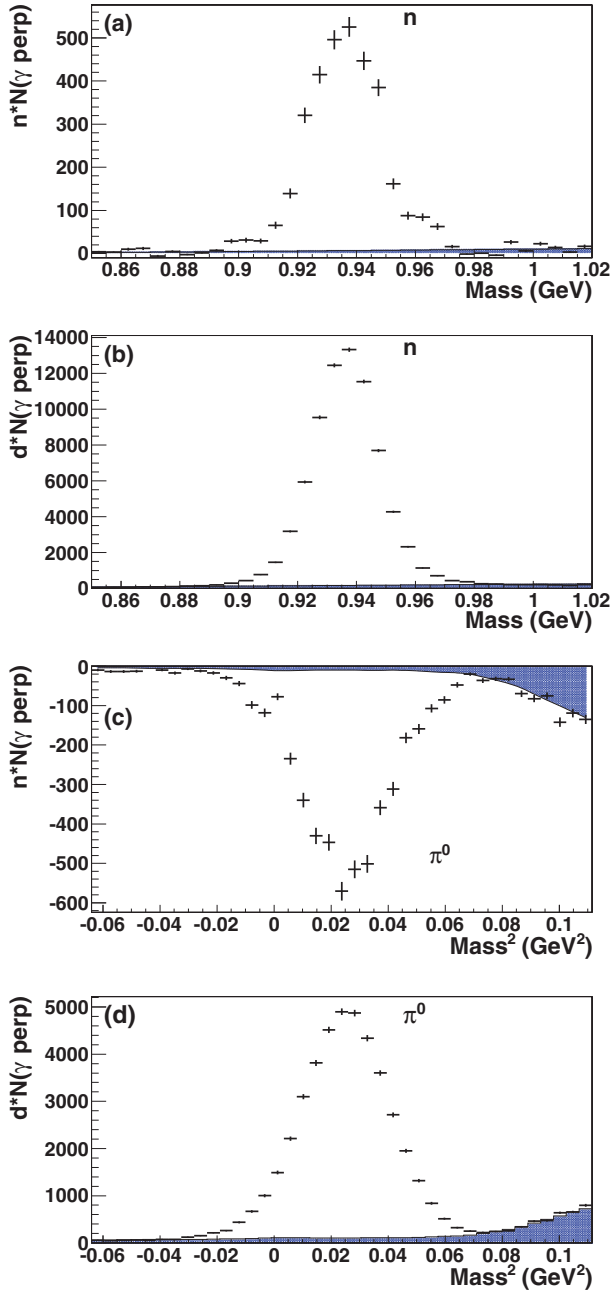 (a)
n
n*N(γ perp)
500
400
300
200
100
0
0.86 0.88 0.9 0.92 0.94 0.96 0.98 1 1.02
Mass (GeV)
(b)
n
d*N(γ perp)
14000
12000
10000
8000
6000
4000
2000
0
0.86 0.88 0.9 0.92 0.94 0.96 0.98 1 1.02
Mass (GeV)
(c)
n*N(γ perp)
0
-100
-200
-300
-400
-500
-600
π⁰
-0.06 -0.04 -0.02 0 0.02 0.04 0.06 0.08 0.1
Mass² (GeV²)
(d)
π⁰
d*N(γ perp)
5000
4000
3000
2000
1000
0
-0.06 -0.04 -0.02 0 0.02 0.04 0.06 0.08 0.1
Mass² (GeV²)